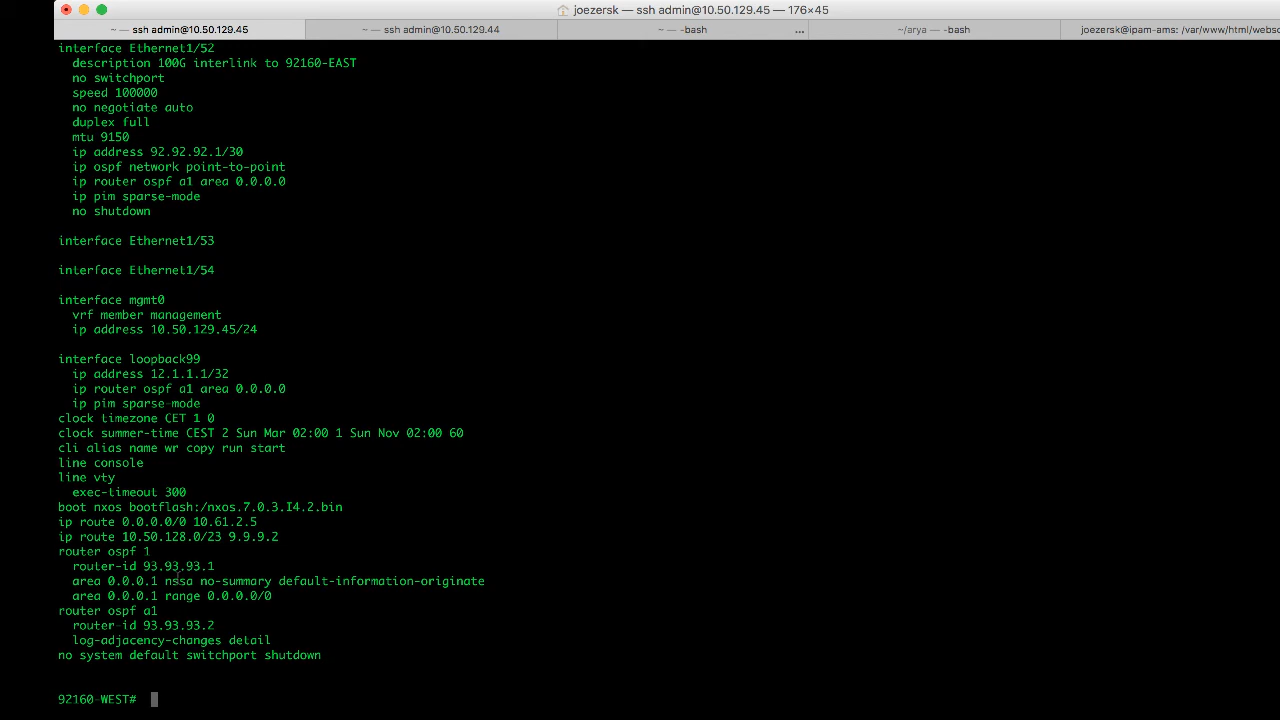 joezersk — ssh admin@10.50.129.45 — 176×45
~ — ssh admin@10.50.129.45
~ — ssh admin@10.50.129.44
~ — -bash
...
~/arya — -bash
joezersk@ipam-ams: /var/www/html/webso
interface Ethernet1/52
description 100G interlink to 92160-EAST
no switchport
speed 100000
no negotiate auto
duplex full
mtu 9150
ip address 92.92.92.1/30
ip ospf network point-to-point
ip router ospf a1 area 0.0.0.0
ip pim sparse-mode
no shutdown
interface Ethernet1/53
interface Ethernet1/54
interface mgmt0
vrf member management
ip address 10.50.129.45/24
interface loopback99
ip address 12.1.1.1/32
ip router ospf a1 area 0.0.0.0
ip pim sparse-mode
clock timezone CET 1 0
clock summer-time CEST 2 Sun Mar 02:00 1 Sun Nov 02:00 60
cli alias name wr copy run start
line console
line vty
exec-timeout 300
boot nxos bootflash:/nxos.7.0.3.I4.2.bin
ip route 0.0.0.0/0 10.61.2.5
ip route 10.50.128.0/23 9.9.9.2
router ospf 1
router-id 93.93.93.1
area 0.0.0.1 nssa no-summary default-information-originate
area 0.0.0.1 range 0.0.0.0/0
router ospf a1
router-id 93.93.93.2
log-adjacency-changes detail
no system default switchport shutdown
92160-WEST#